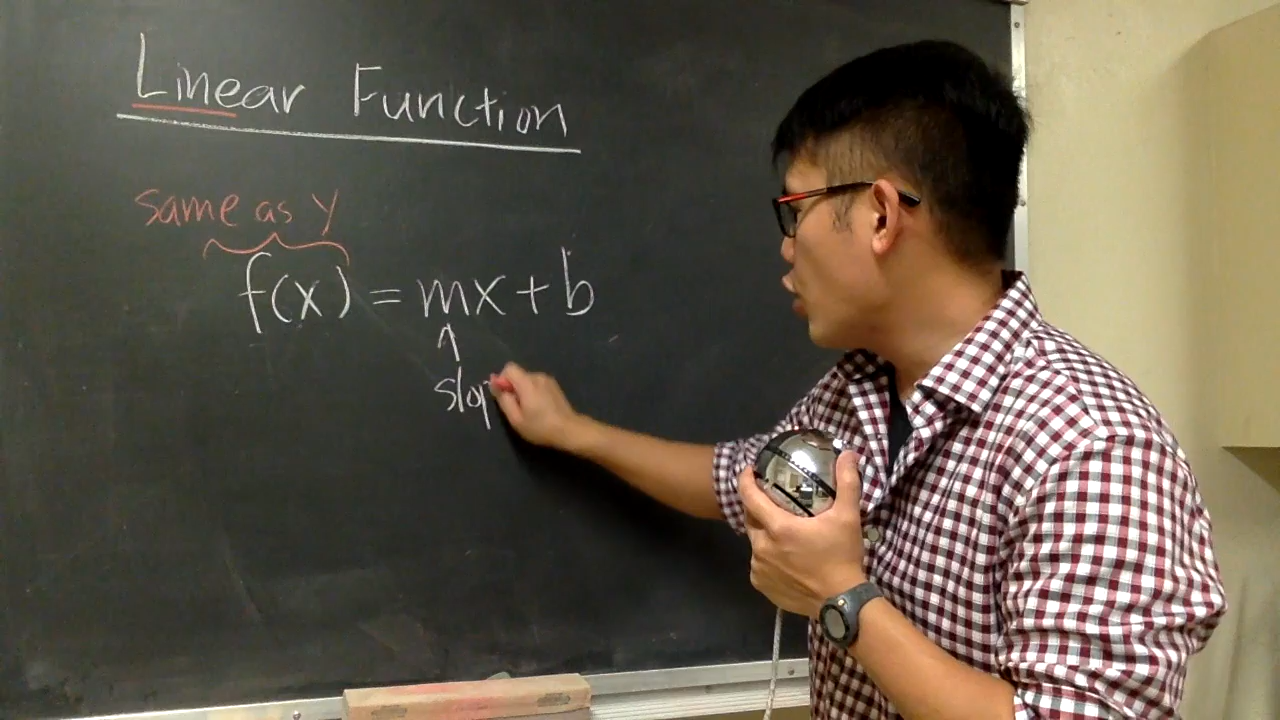 Linear Function
same as y
f(x) = mx + b
slop